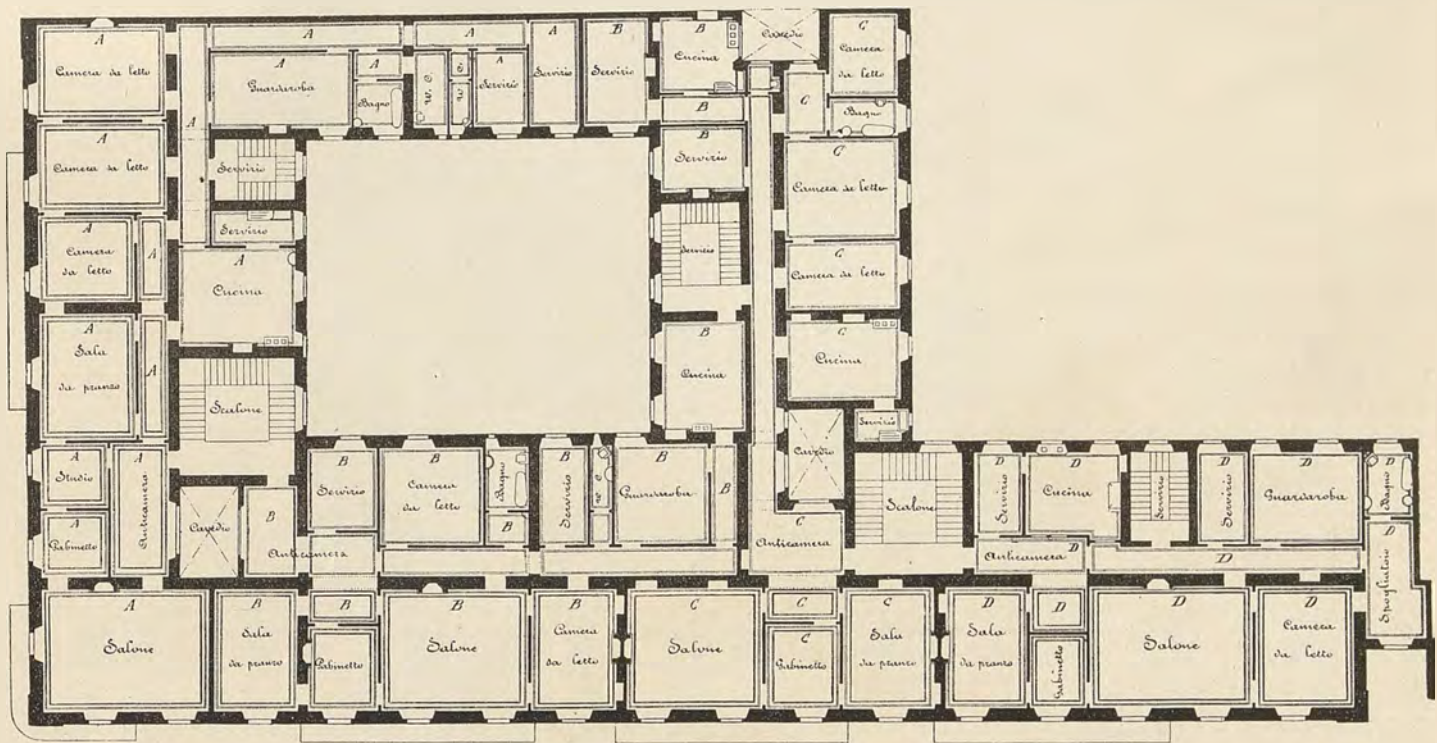 A
Camera da letto
A
A
A
Guardaroba
A
Bagno
W. C.
W. C.
A
Servizio
A
Servizio
B
Servizio
B
Cucina
Cavedio
C
Camera
da letto
C
Bagno
B
A
Camera da letto
A
Servizio
B
Servizio
C
Camera da letto
A
Camera
da letto
A
Servizio
A
Cucina
Servizio
C
Camera da letto
A
Sala
da pranzo
A
Scalone
B
Cucina
C
Cucina
Servizio
A
Studio
A
Gabinetto
A
Anticamera
Cavedio
B
Anticamera
B
Servizio
B
Camera
da letto
Bagno
B
B
Servizio
W. C.
B
Guardaroba
B
Cavedio
C
Anticamera
Scalone
D
Servizio
D
Cucina
Servizio
D
Servizio
D
Guardaroba
D
Bagno
Anticamera
D
D
D
Spogliatoio
A
Salone
B
Sala
da pranzo
B
Gabinetto
B
Salone
B
Camera
da letto
C
Salone
C
C
Gabinetto
C
Sala
da pranzo
D
Sala
da pranzo
D
Gabinetto
D
Salone
D
Camera
da letto